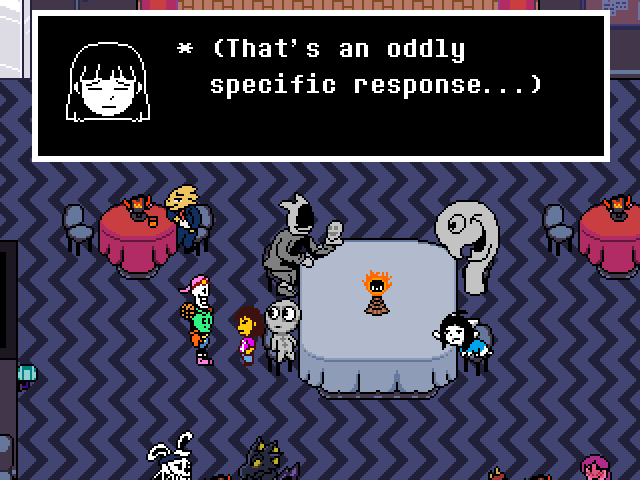 * (That's an oddly
specific response...)